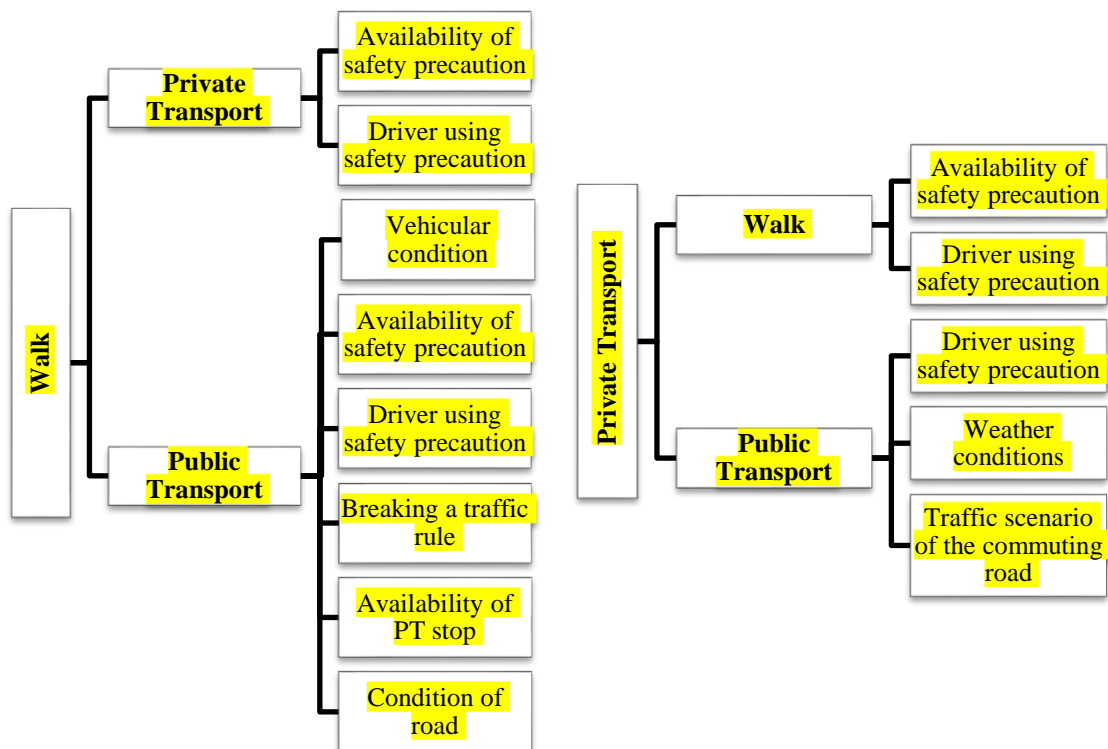 Walk
Private
Transport
Availability of
safety precaution
Driver using
safety precaution
Public
Transport
Vehicular
condition
Availability of
safety precaution
Driver using
safety precaution
Breaking a traffic
rule
Availability of
PT stop
Condition of
road
Private Transport
Walk
Availability of
safety precaution
Driver using
safety precaution
Public
Transport
Driver using
safety precaution
Weather
conditions
Traffic scenario
of the commuting
road